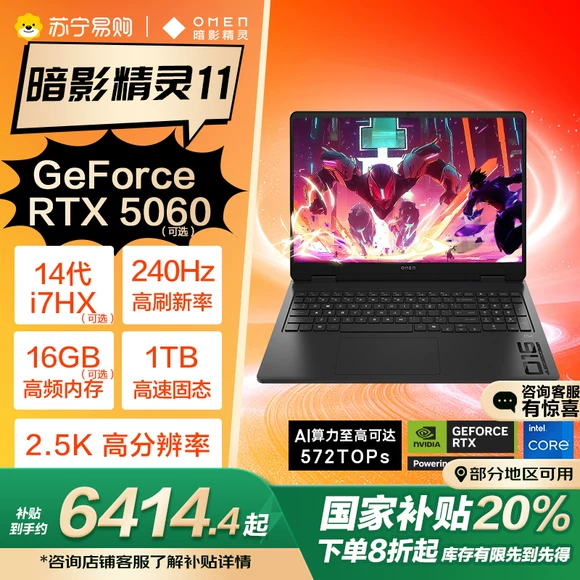 苏宁易购
OMEN
暗影精灵
暗影精灵11
GeForce
RTX 5060
(可选)
14代
i7HX(可选)
240Hz
高刷新率
16GB(可选)
高频内存
1TB
高速固态
2.5K 高分辨率
OMEN
咨询客服
有惊喜
AI算力至高可达
572TOPs
NVIDIA
GEFORCE
RTX
intel
CORE
部分地区可用
补贴
到手约
6414.4起
*咨询店铺客服了解补贴详情
国家补贴20%
下单8折起 库存有限先到先得